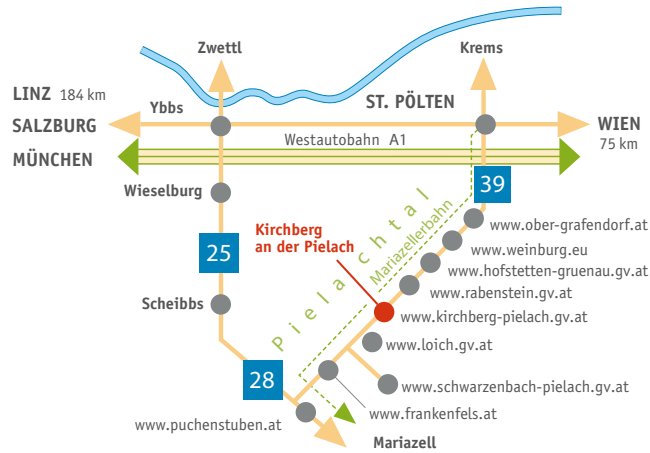 Zwettl
Krems
LINZ 184 km
Ybbs
ST. PÖLTEN
SALZBURG
WIEN
75 km
Westautobahn A1
MÜNCHEN
Wieselburg
39
Pielachtal
Mariazellerbahn
Kirchberg
an der Pielach
www.ober-grafendorf.at
www.weinburg.eu
25
www.hofstetten-gruenau.gv.at
www.rabenstein.gv.at
Scheibbs
www.kirchberg-pielach.gv.at
www.loich.gv.at
28
www.schwarzenbach-pielach.gv.at
www.frankenfels.at
www.puchenstuben.at
Mariazell